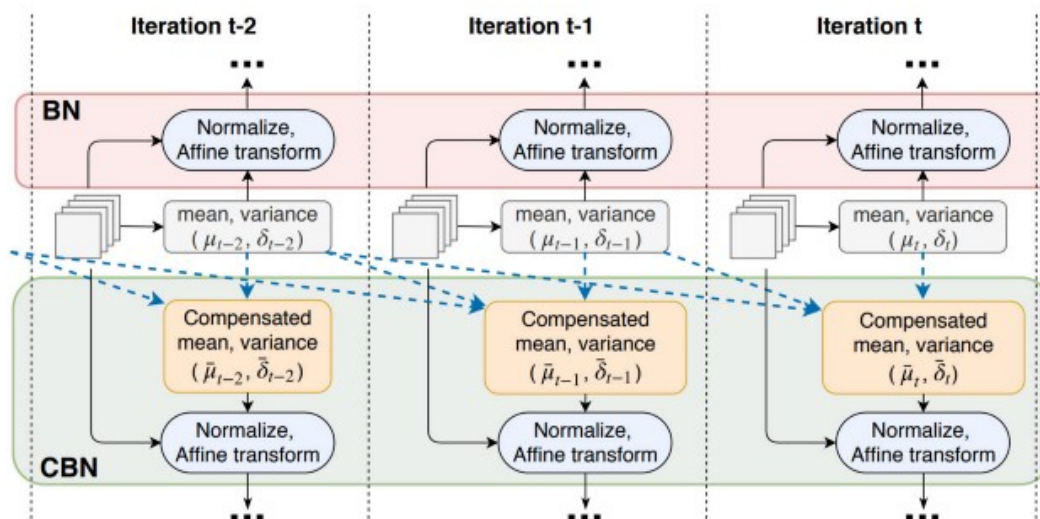 Iteration t-2
Iteration t-1
Iteration t
...
...
...
BN
Normalize,
Affine transform
Normalize,
Affine transform
Normalize,
Affine transform
mean, variance
( μₜ₋₂, δₜ₋₂)
mean, variance
( μₜ₋₁, δₜ₋₁)
mean, variance
( μₜ, δₜ)
Compensated
mean, variance
( μ̄ₜ₋₂, δ̄ₜ₋₂)
Compensated
mean, variance
( μ̄ₜ₋₁, δ̄ₜ₋₁)
Compensated
mean, variance
( μ̄ₜ, δ̄ₜ)
Normalize,
Affine transform
Normalize,
Affine transform
Normalize,
Affine transform
CBN
...
...
...